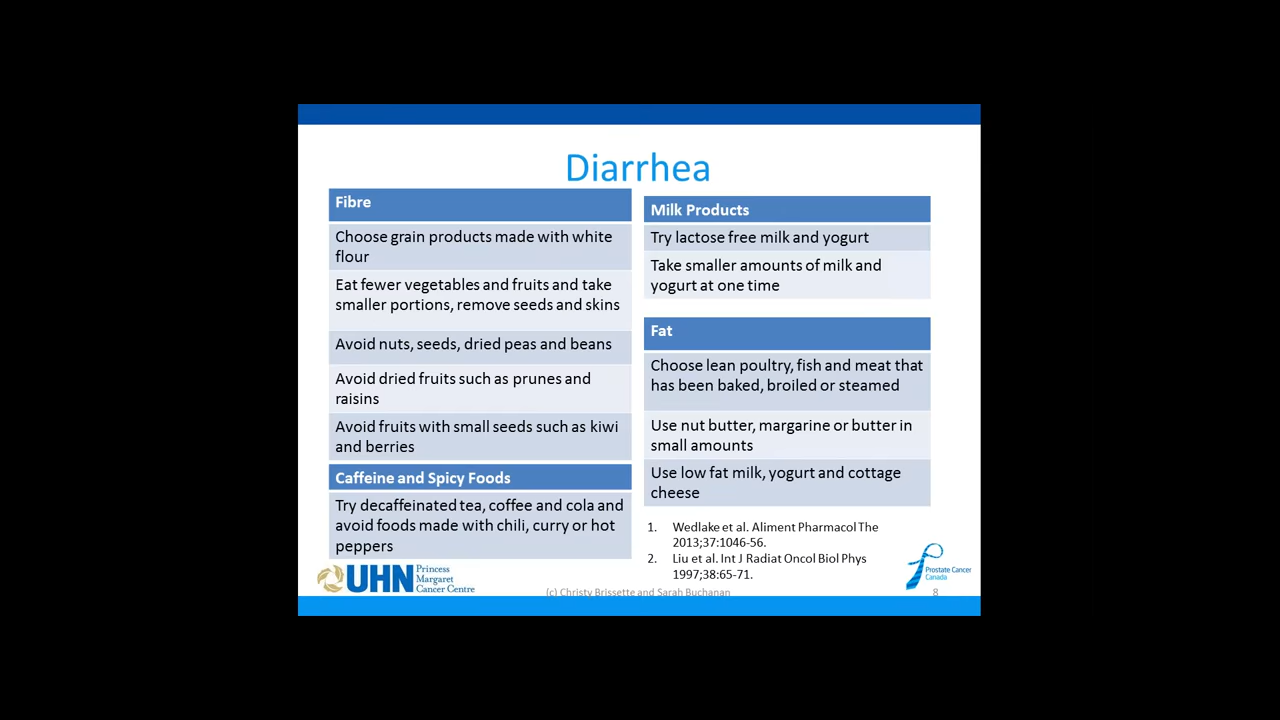 Diarrhea
Fibre
Choose grain products made with white
flour
Eat fewer vegetables and fruits and take
smaller portions, remove seeds and skins
Avoid nuts, seeds, dried peas and beans
Avoid dried fruits such as prunes and
raisins
Avoid fruits with small seeds such as kiwi
and berries
Caffeine and Spicy Foods
Try decaffeinated tea, coffee and cola and
avoid foods made with chili, curry or hot
peppers
Milk Products
Try lactose free milk and yogurt
Take smaller amounts of milk and
yogurt at one time
Fat
Choose lean poultry, fish and meat that
has been baked, broiled or steamed
Use nut butter, margarine or butter in
small amounts
Use low fat milk, yogurt and cottage
cheese
1. Wedlake et al. Aliment Pharmacol The
2013;37:1046-56.
2. Liu et al. Int J Radiat Oncol Biol Phys
1997;38:65-71.
UHN
Princess
Margaret
Cancer Centre
(c) Christy Brissette and Sarah Buchanan
Prostate Cancer
Canada
8